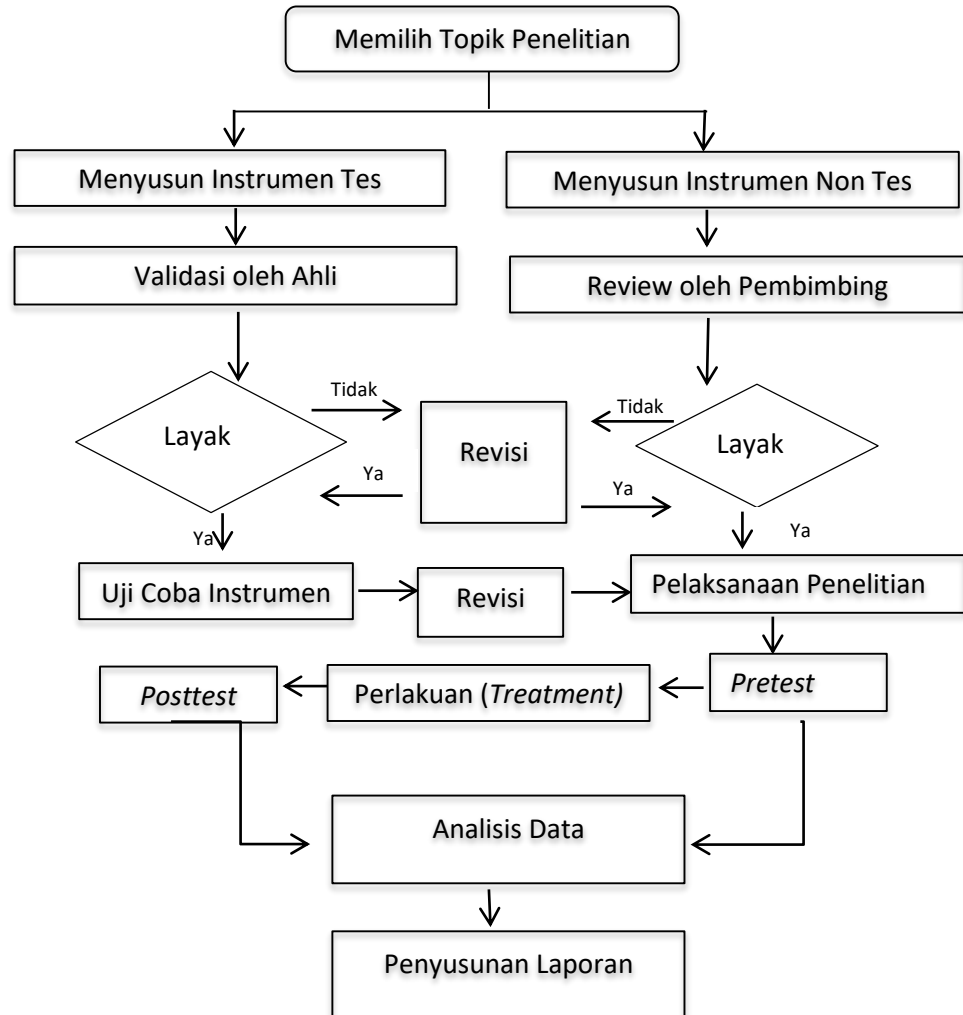 Memilih Topik Penelitian
Menyusun Instrumen Tes
Menyusun Instrumen Non Tes
Validasi oleh Ahli
Review oleh Pembimbing
Layak
Tidak
Revisi
Tidak
Layak
Ya
Ya
Ya
Ya
Uji Coba Instrumen
Revisi
Pelaksanaan Penelitian
Posttest
Perlakuan (Treatment)
Pretest
Analisis Data
Penyusunan Laporan